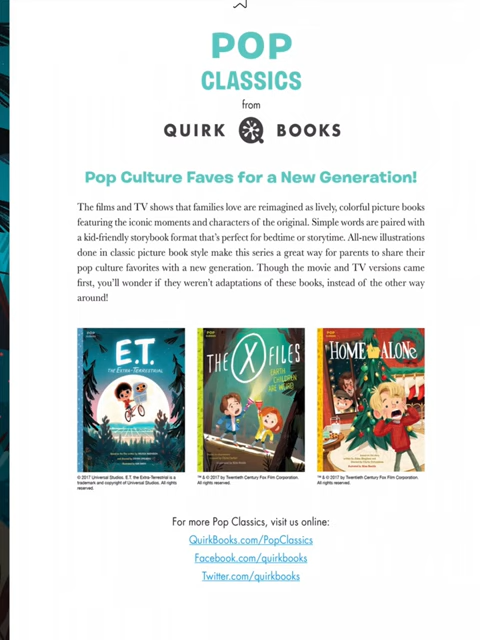 POP
CLASSICS
from
QUIRK BOOKS
Pop Culture Faves for a New Generation!
The films and TV shows that families love are reimagined as lively, colorful picture books
featuring the iconic moments and characters of the original. Simple words are paired with
a kid-friendly storybook format that's perfect for bedtime or storytime. All-new illustrations
done in classic picture book style make this series a great way for parents to share their
pop culture favorites with a new generation. Though the movie and TV versions came
first, you'll wonder if they weren't adaptations of these books, instead of the other way
around!
E.T.
THE EXTRA-TERRESTRIAL
THE X FILES
EARTH
CHILDREN
ARE WEIRD
HOME ALONE
© 2017 Universal Studios. E.T. the Extra-Terrestrial is a
trademark and copyright of Universal Studios. All rights
reserved.
™ & © 2017 by Twentieth Century Fox Film Corporation.
All rights reserved.
™ & © 2017 by Twentieth Century Fox Film Corporation.
All rights reserved.
For more Pop Classics, visit us online:
QuirkBooks.com/PopClassics
Facebook.com/quirkbooks
Twitter.com/quirkbooks